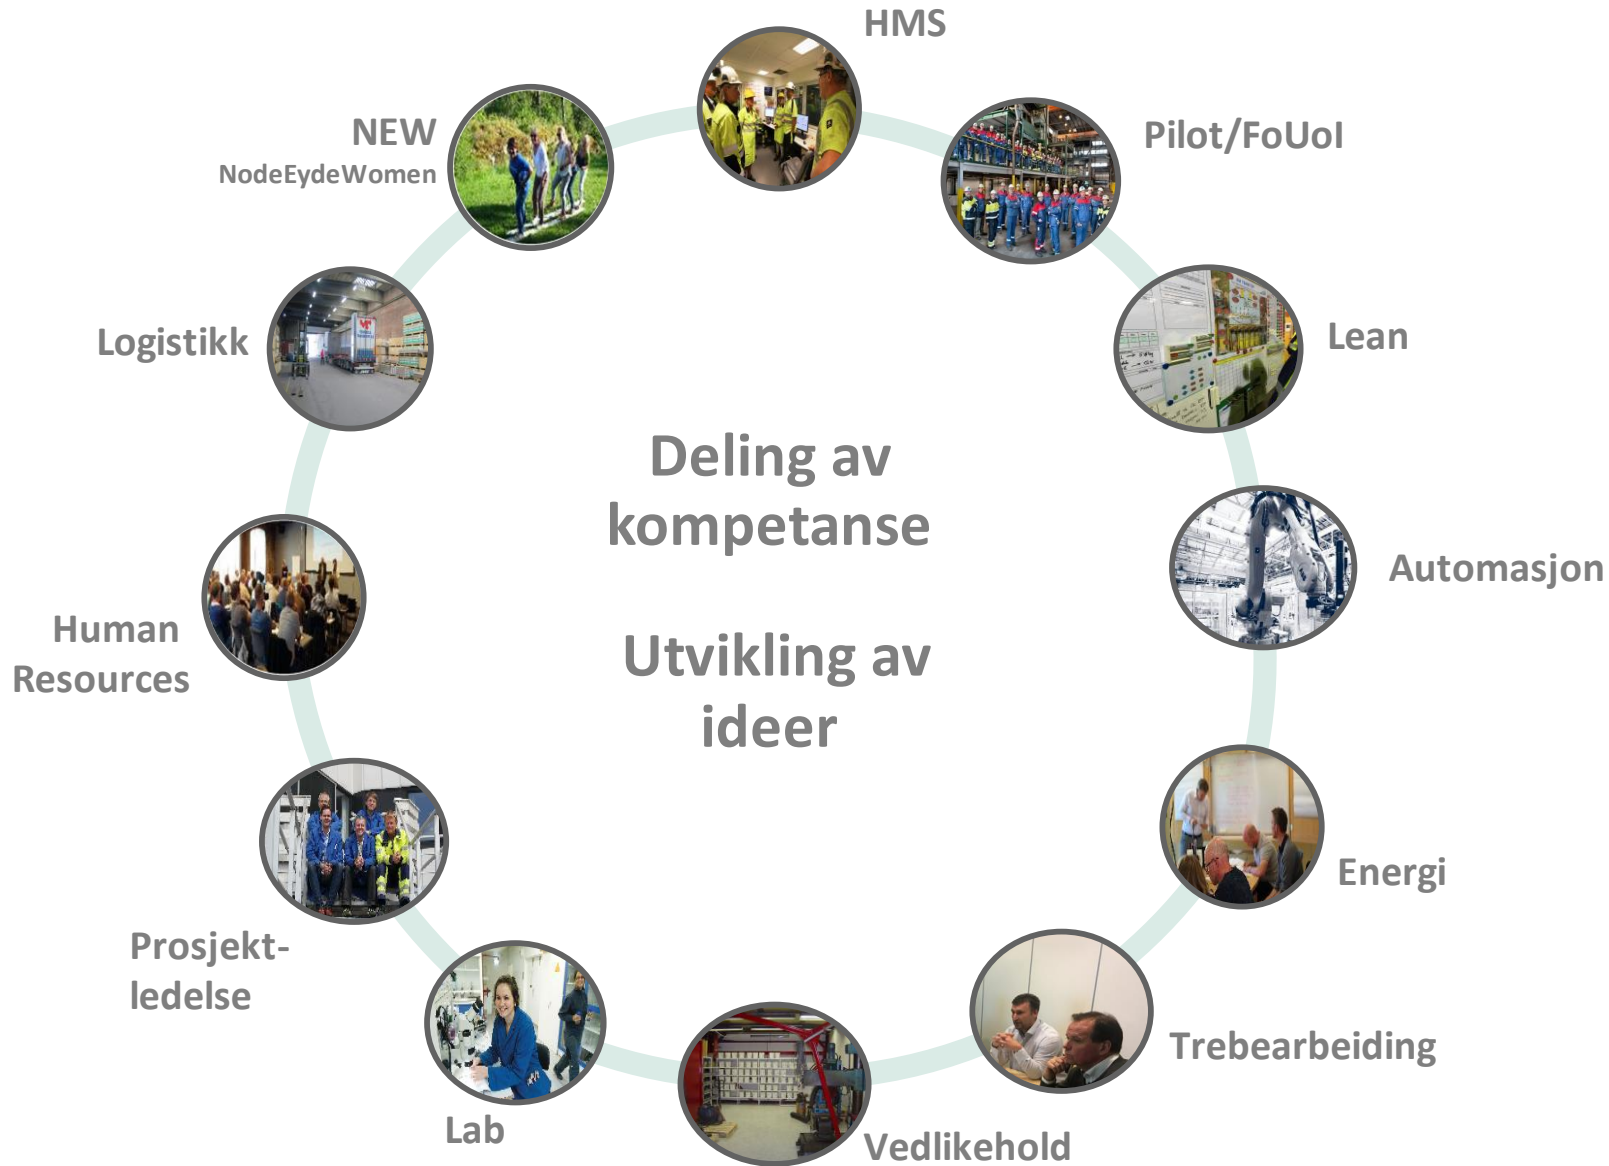 HMS
Pilot/FoUoI
Lean
Automasjon
Energi
Trebearbeiding
Vedlikehold
Lab
Prosjekt-
ledelse
Human
Resources
Logistikk
NEW
NodeEydeWomen
Deling av
kompetanse
Utvikling av
ideer